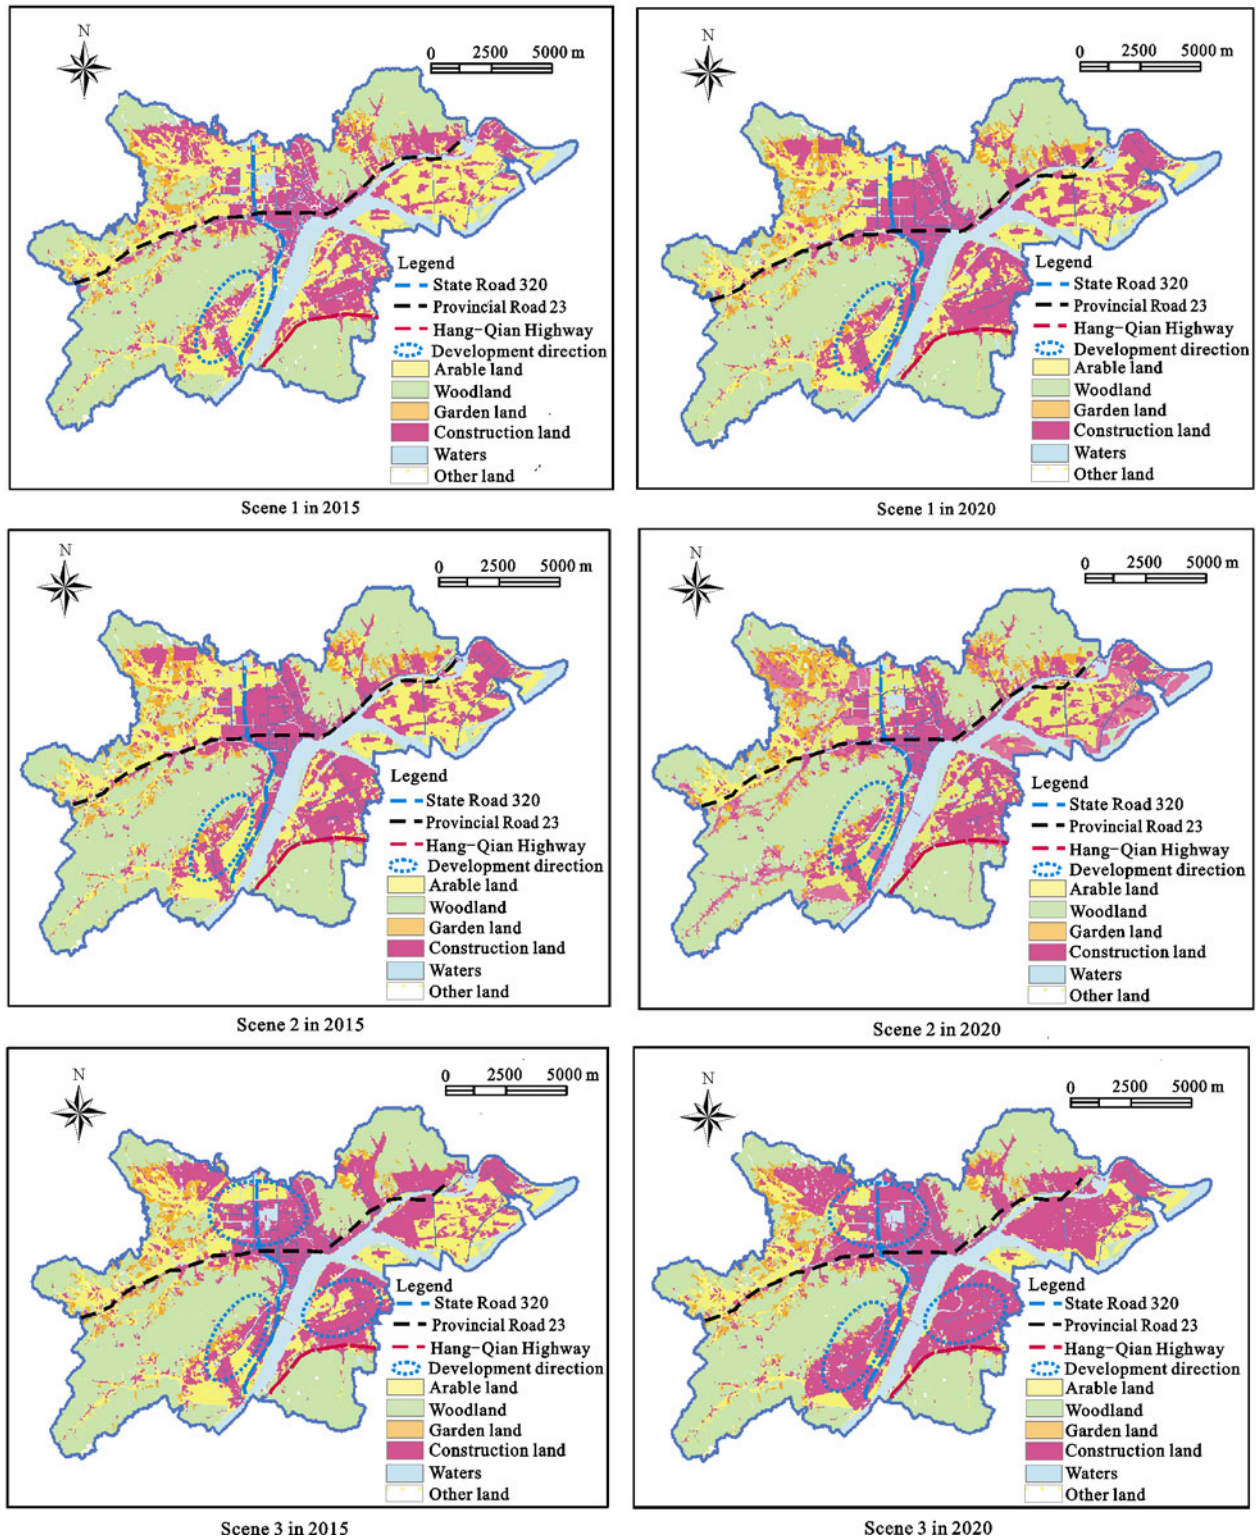 N
0 2500 5000 m
Legend
State Road 320
Provincial Road 23
Hang-Qian Highway
Development direction
Arable land
Woodland
Garden land
Construction land
Waters
Other land
Scene 1 in 2015
N
0 2500 5000 m
Legend
State Road 320
Provincial Road 23
Hang-Qian Highway
Development direction
Arable land
Woodland
Garden land
Construction land
Waters
Other land
Scene 1 in 2020
N
0 2500 5000 m
Legend
State Road 320
Provincial Road 23
Hang-Qian Highway
Development direction
Arable land
Woodland
Garden land
Construction land
Waters
Other land
Scene 2 in 2015
N
0 2500 5000 m
Legend
State Road 320
Provincial Road 23
Hang-Qian Highway
Development direction
Arable land
Woodland
Garden land
Construction land
Waters
Other land
Scene 2 in 2020
N
0 2500 5000 m
Legend
State Road 320
Provincial Road 23
Hang-Qian Highway
Development direction
Arable land
Woodland
Garden land
Construction land
Waters
Other land
Scene 3 in 2015
N
0 2500 5000 m
Legend
State Road 320
Provincial Road 23
Hang-Qian Highway
Development direction
Arable land
Woodland
Garden land
Construction land
Waters
Other land
Scene 3 in 2020